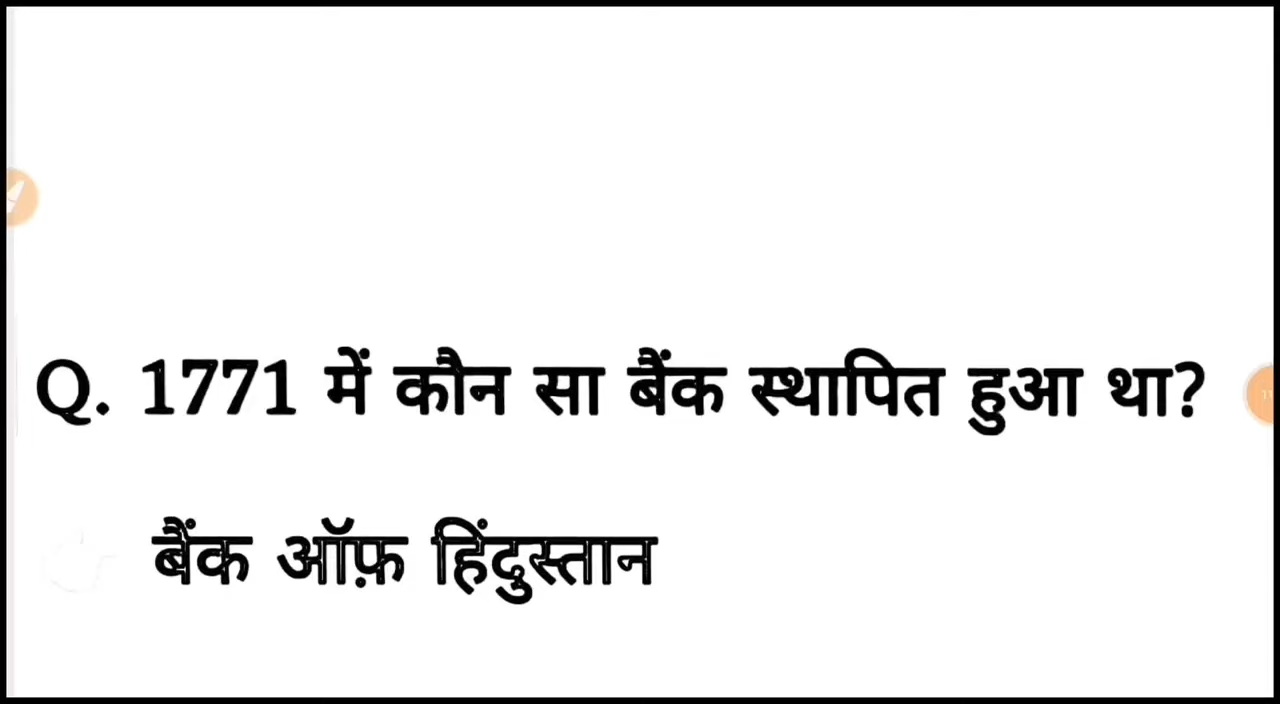 Q. 1771 में कौन सा बैंक स्थापित हुआ था?
बैंक ऑफ़ हिंदुस्तान